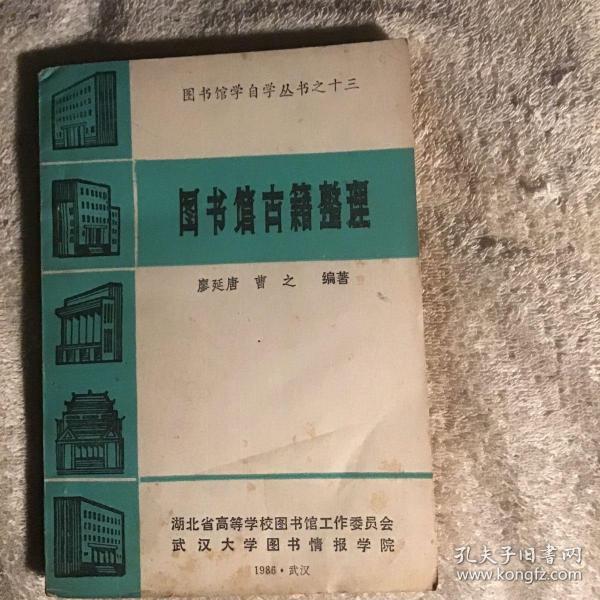 图书馆学自学丛书之十三
图书馆古籍整理
廖延唐 曹之 编著
湖北省高等学校图书馆工作委员会
武汉大学图书情报学院
1986·武汉
孔夫子旧书网
www.kongfz.com